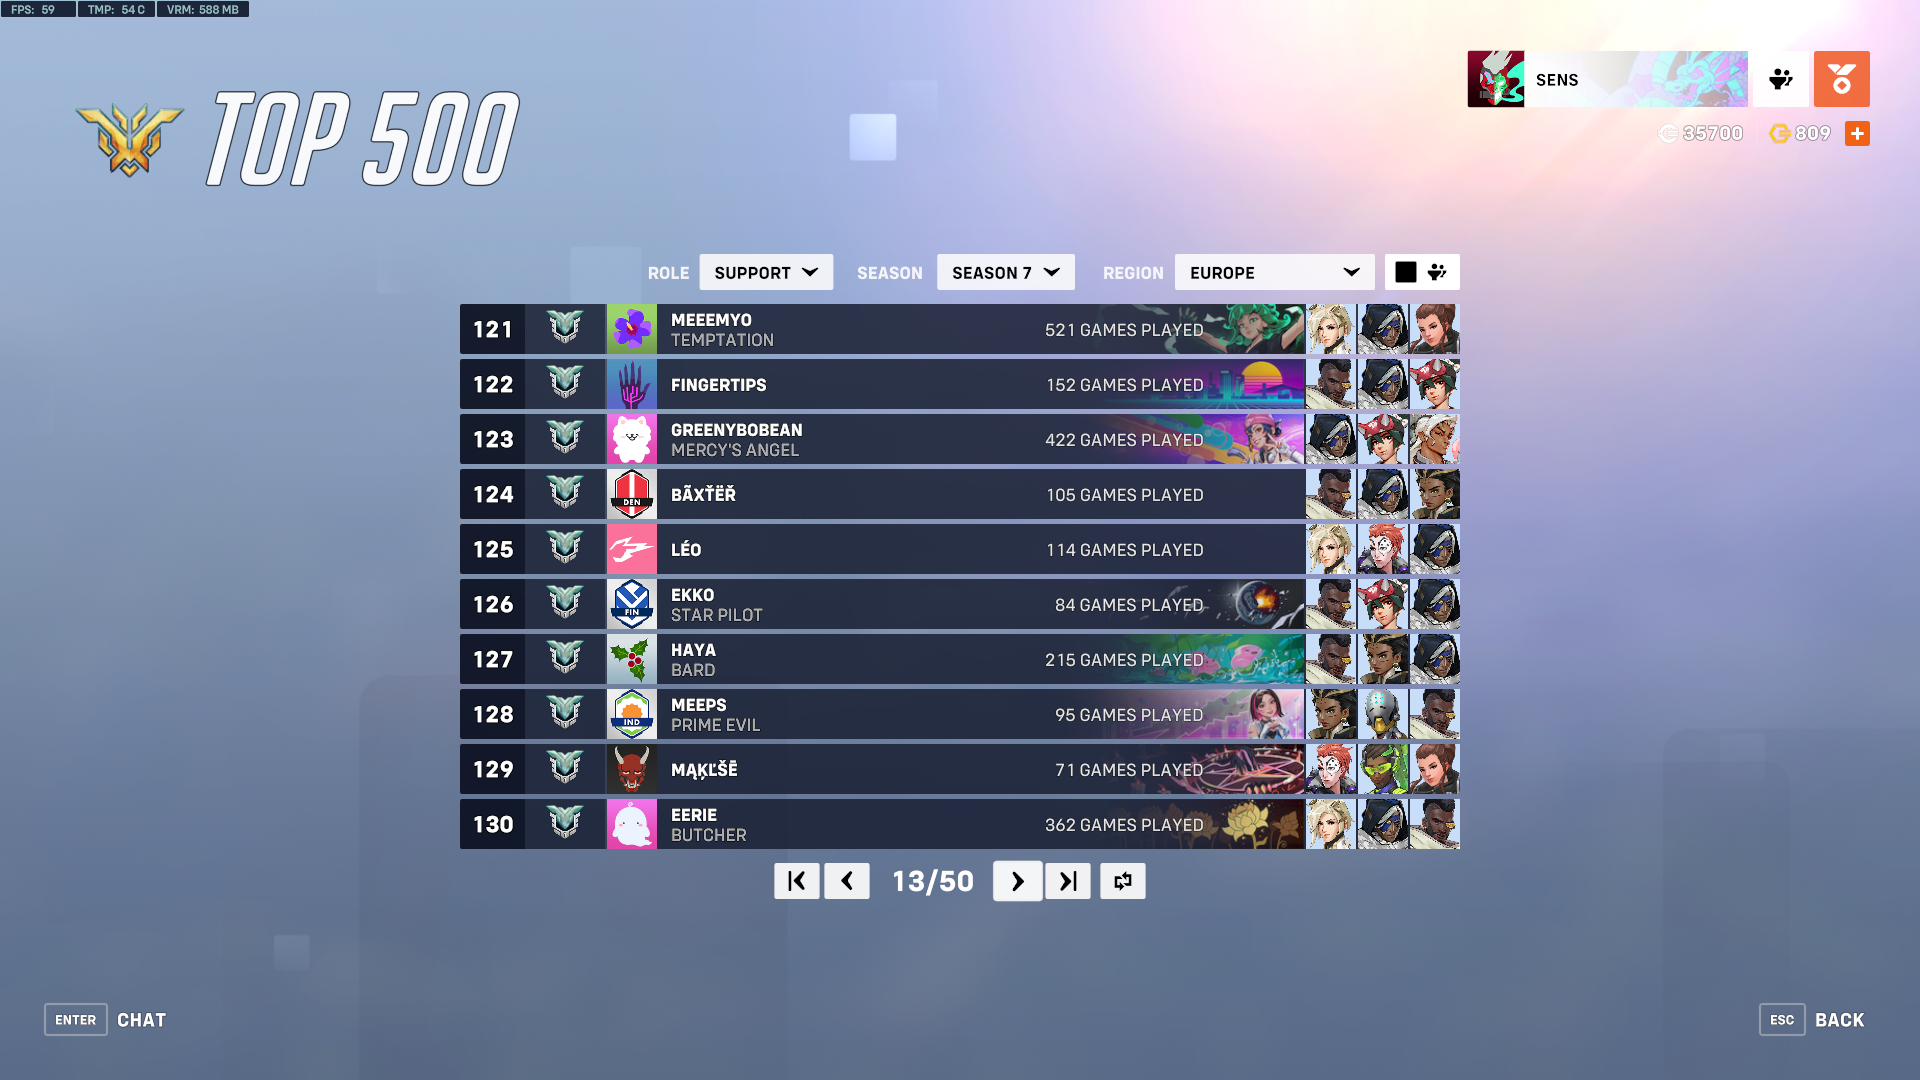 FPS: 59 TMP: 54 C VRM: 588 MB
TOP 500
SENS
35700 809
ROLE SUPPORT SEASON SEASON 7 REGION EUROPE
121 MEEEMYO 521 GAMES PLAYED
TEMPTATION
122 FINGERTIPS 152 GAMES PLAYED
123 GREENYBOBEAN 422 GAMES PLAYED
MERCY'S ANGEL
124 DEN BÃXŤËŘ 105 GAMES PLAYED
125 LÉO 114 GAMES PLAYED
126 FIN EKKO 84 GAMES PLAYED
STAR PILOT
127 HAYA 215 GAMES PLAYED
BARD
128 IND MEEPS 95 GAMES PLAYED
PRIME EVIL
129 MĄĶĽŠĒ 71 GAMES PLAYED
130 EERIE 362 GAMES PLAYED
BUTCHER
13/50
ENTER CHAT
ESC BACK